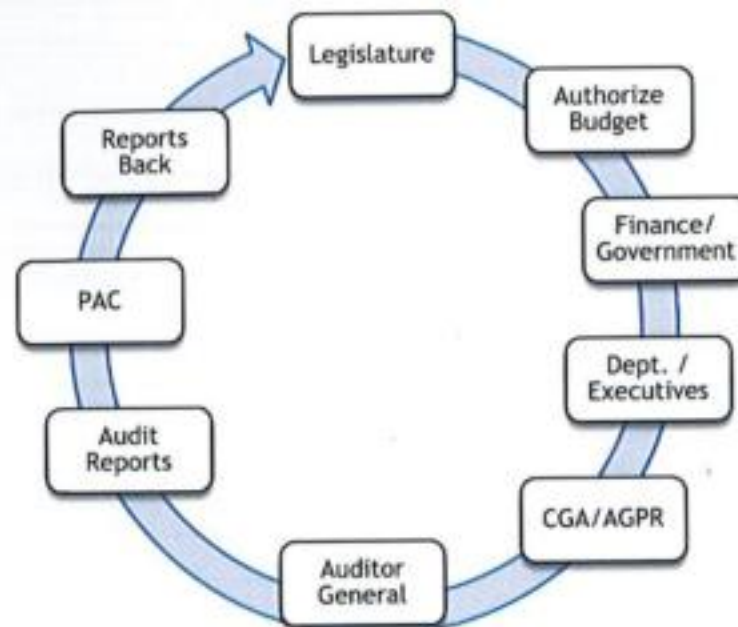 Legislature
Authorize
Budget
Finance/
Government
Dept. /
Executives
CGA/AGPR
Auditor
General
Audit
Reports
PAC
Reports
Back